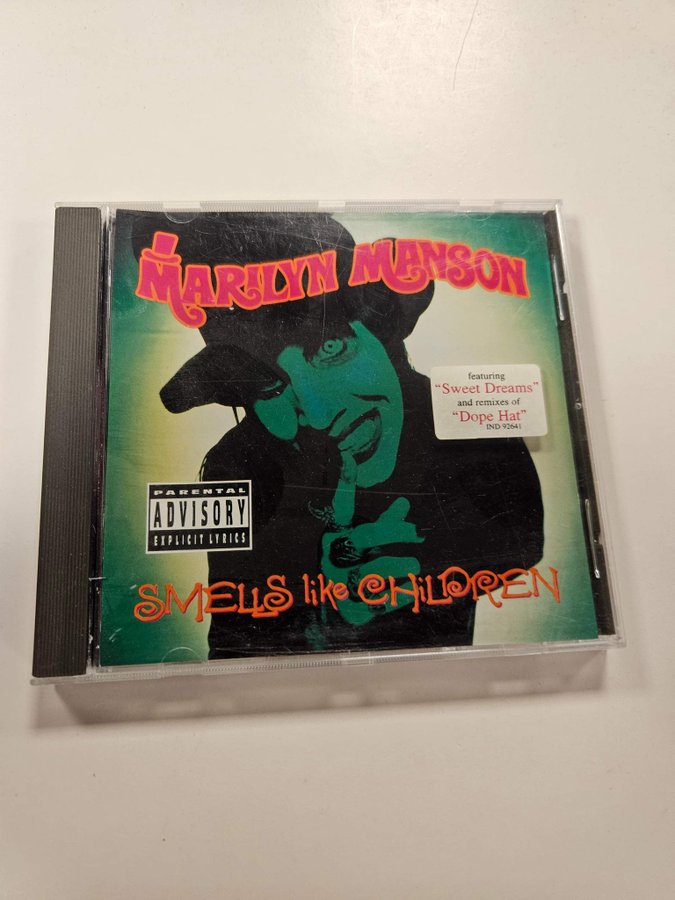 MARILYN MANSON
featuring
"Sweet Dreams"
and remixes of
"Dope Hat"
IND 92641
PARENTAL
ADVISORY
EXPLICIT LYRICS
SMELLS like CHiLDREN